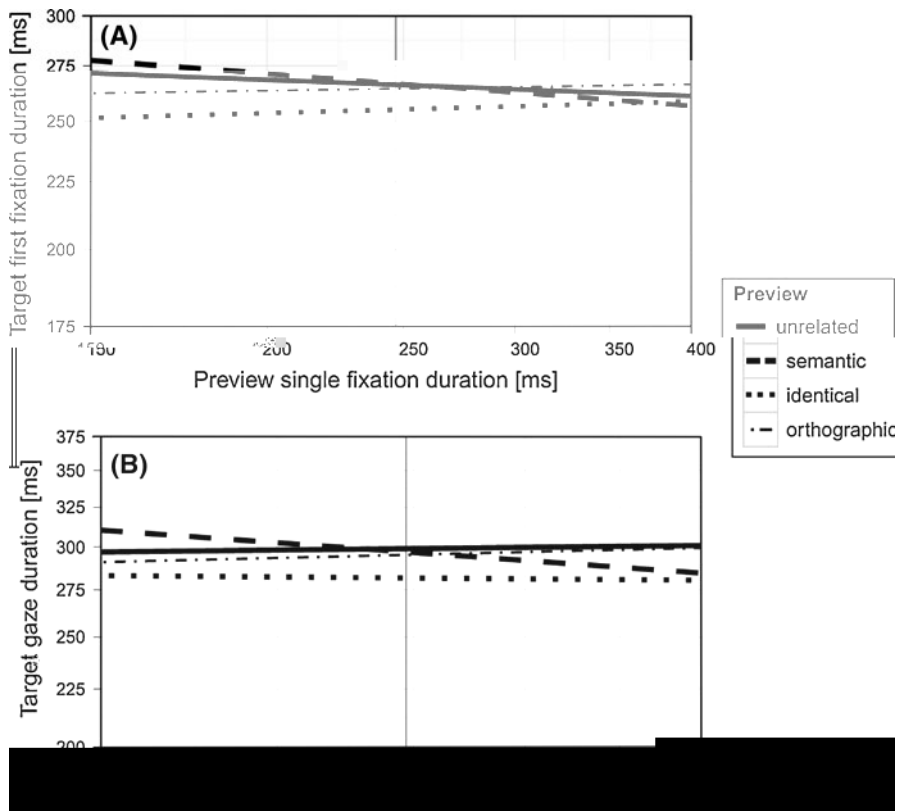 Target first fixation duration [ms]
(A)
300
275
250
225
200
175
200
250
300
350
400
Preview single fixation duration [ms]
Preview
unrelated
semantic
identical
orthographic
Target gaze duration [ms]
(B)
375
350
325
300
275
250
225
200